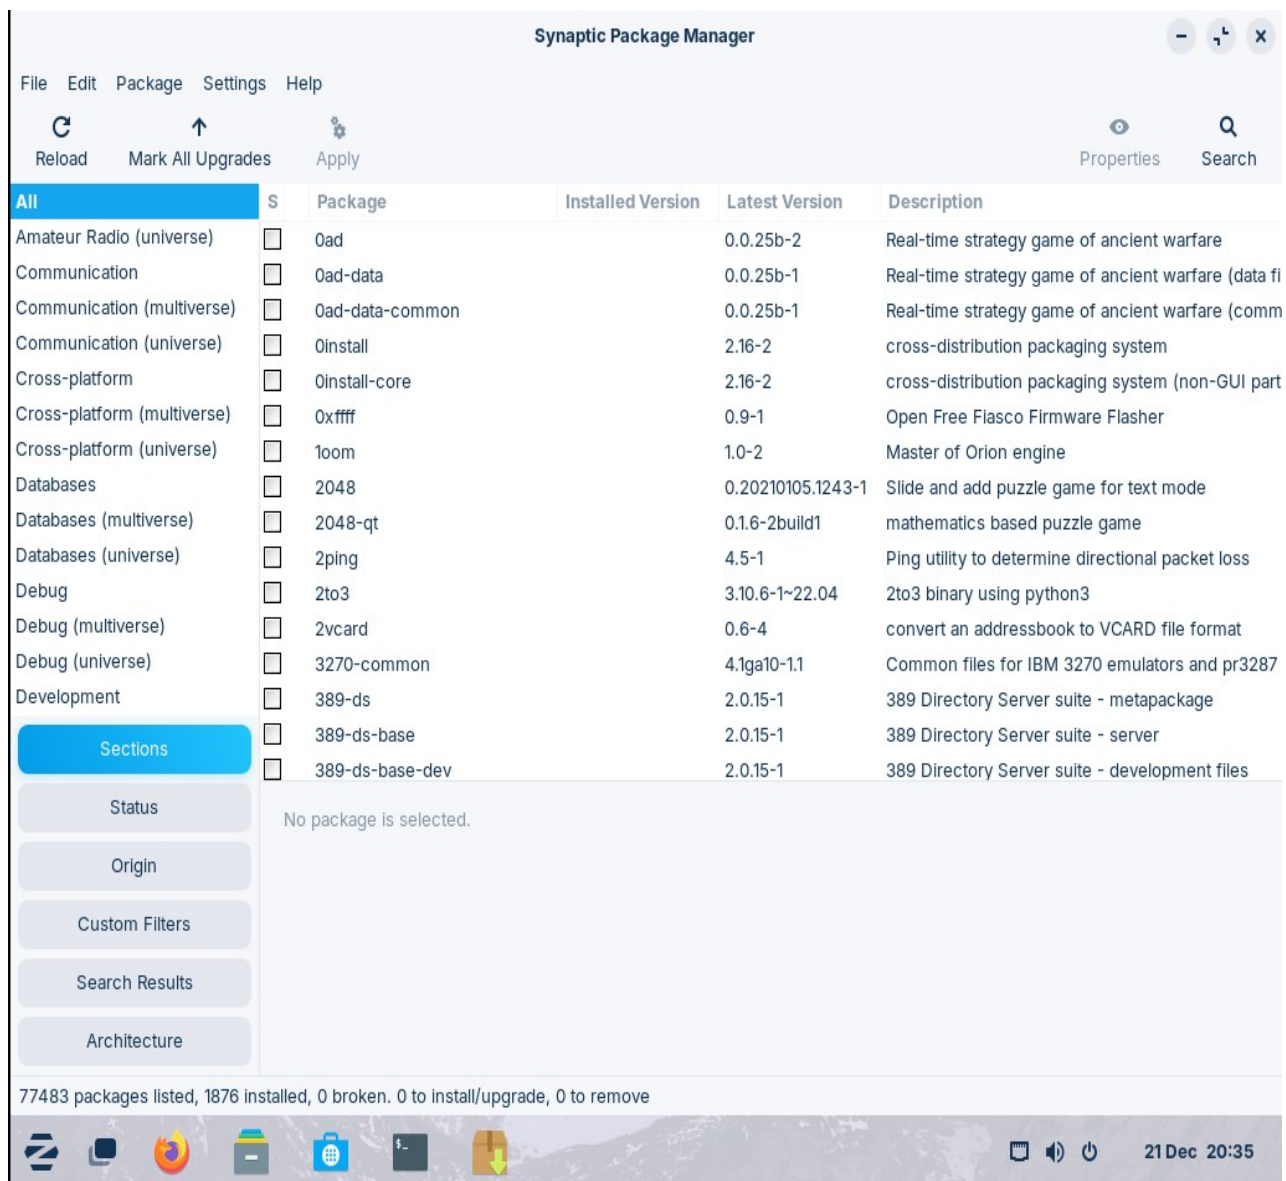 Synaptic Package Manager
File Edit Package Settings Help
Reload Mark All Upgrades Apply Properties Search
All
Amateur Radio (universe)
Communication
Communication (multiverse)
Communication (universe)
Cross-platform
Cross-platform (multiverse)
Cross-platform (universe)
Databases
Databases (multiverse)
Databases (universe)
Debug
Debug (multiverse)
Debug (universe)
Development
Sections
Status
Origin
Custom Filters
Search Results
Architecture
S Package Installed Version Latest Version Description
0ad 0.0.25b-2 Real-time strategy game of ancient warfare
0ad-data 0.0.25b-1 Real-time strategy game of ancient warfare (data fi
0ad-data-common 0.0.25b-1 Real-time strategy game of ancient warfare (comm
0install 2.16-2 cross-distribution packaging system
0install-core 2.16-2 cross-distribution packaging system (non-GUI part
0xffff 0.9-1 Open Free Fiasco Firmware Flasher
1oom 1.0-2 Master of Orion engine
2048 0.20210105.1243-1 Slide and add puzzle game for text mode
2048-qt 0.1.6-2build1 mathematics based puzzle game
2ping 4.5-1 Ping utility to determine directional packet loss
2to3 3.10.6-1~22.04 2to3 binary using python3
2vcard 0.6-4 convert an addressbook to VCARD file format
3270-common 4.1ga10-1.1 Common files for IBM 3270 emulators and pr3287
389-ds 2.0.15-1 389 Directory Server suite - metapackage
389-ds-base 2.0.15-1 389 Directory Server suite - server
389-ds-base-dev 2.0.15-1 389 Directory Server suite - development files
No package is selected.
77483 packages listed, 1876 installed, 0 broken. 0 to install/upgrade, 0 to remove
$_
21 Dec 20:35